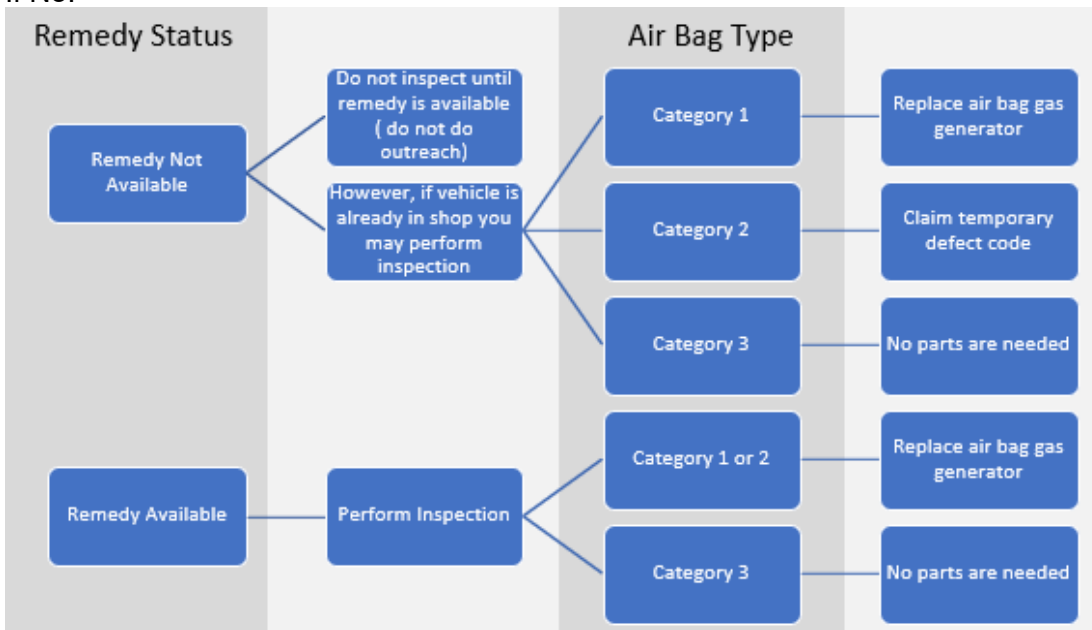 Remedy Status
Air Bag Type
Remedy Not
Available
Do not inspect until
remedy is available
( do not do
outreach)
However, if vehicle is
already in shop you
may perform
inspection
Category 1
Replace air bag gas
generator
Category 2
Claim temporary
defect code
Category 3
No parts are needed
Remedy Available
Perform Inspection
Category 1 or 2
Replace air bag gas
generator
Category 3
No parts are needed